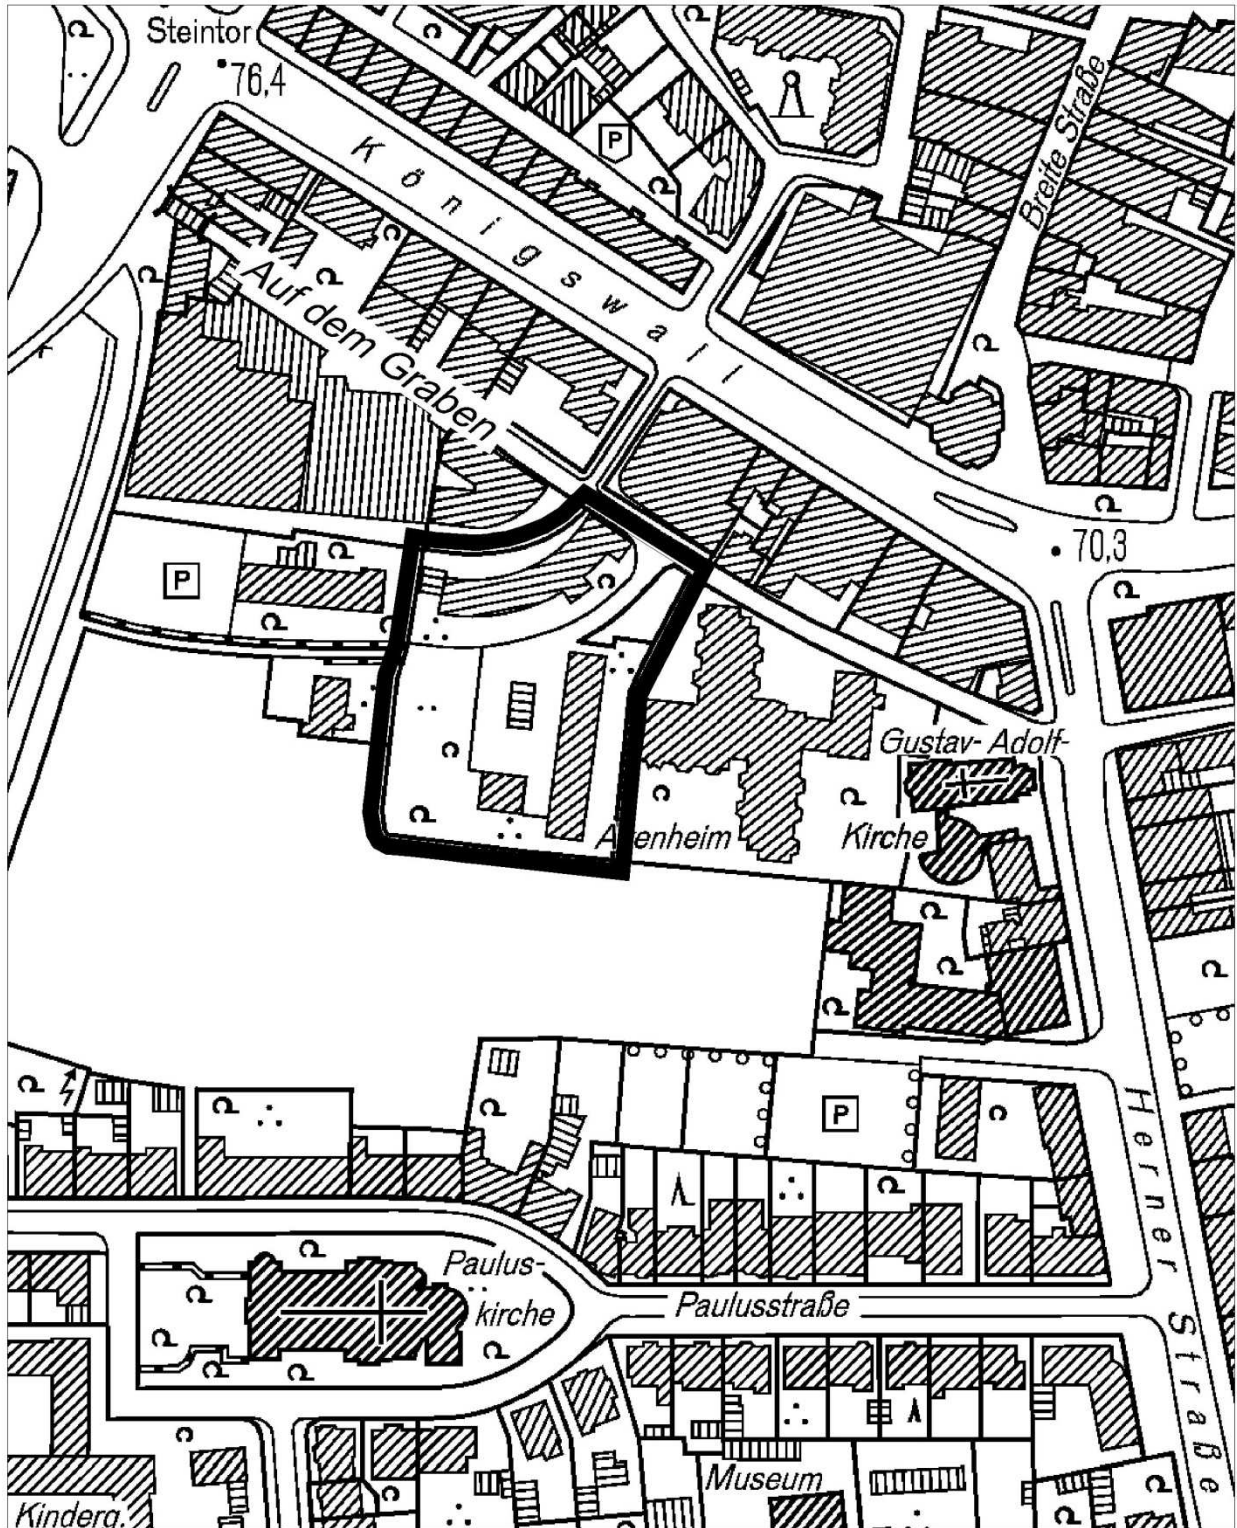 Steintor
76,4
P
Königswall
Breite Straße
Auf dem Graben
P
70,3
Gustav-Adolf-
Kirche
Altenheim
P
Herner Straße
Paulus-
kirche
Paulusstraße
Museum
Kinderg.